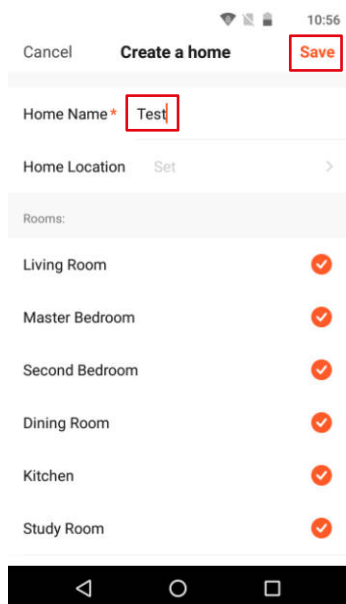 10:56
Cancel Create a home Save
Home Name* Test
Home Location Set
Rooms:
Living Room
Master Bedroom
Second Bedroom
Dining Room
Kitchen
Study Room